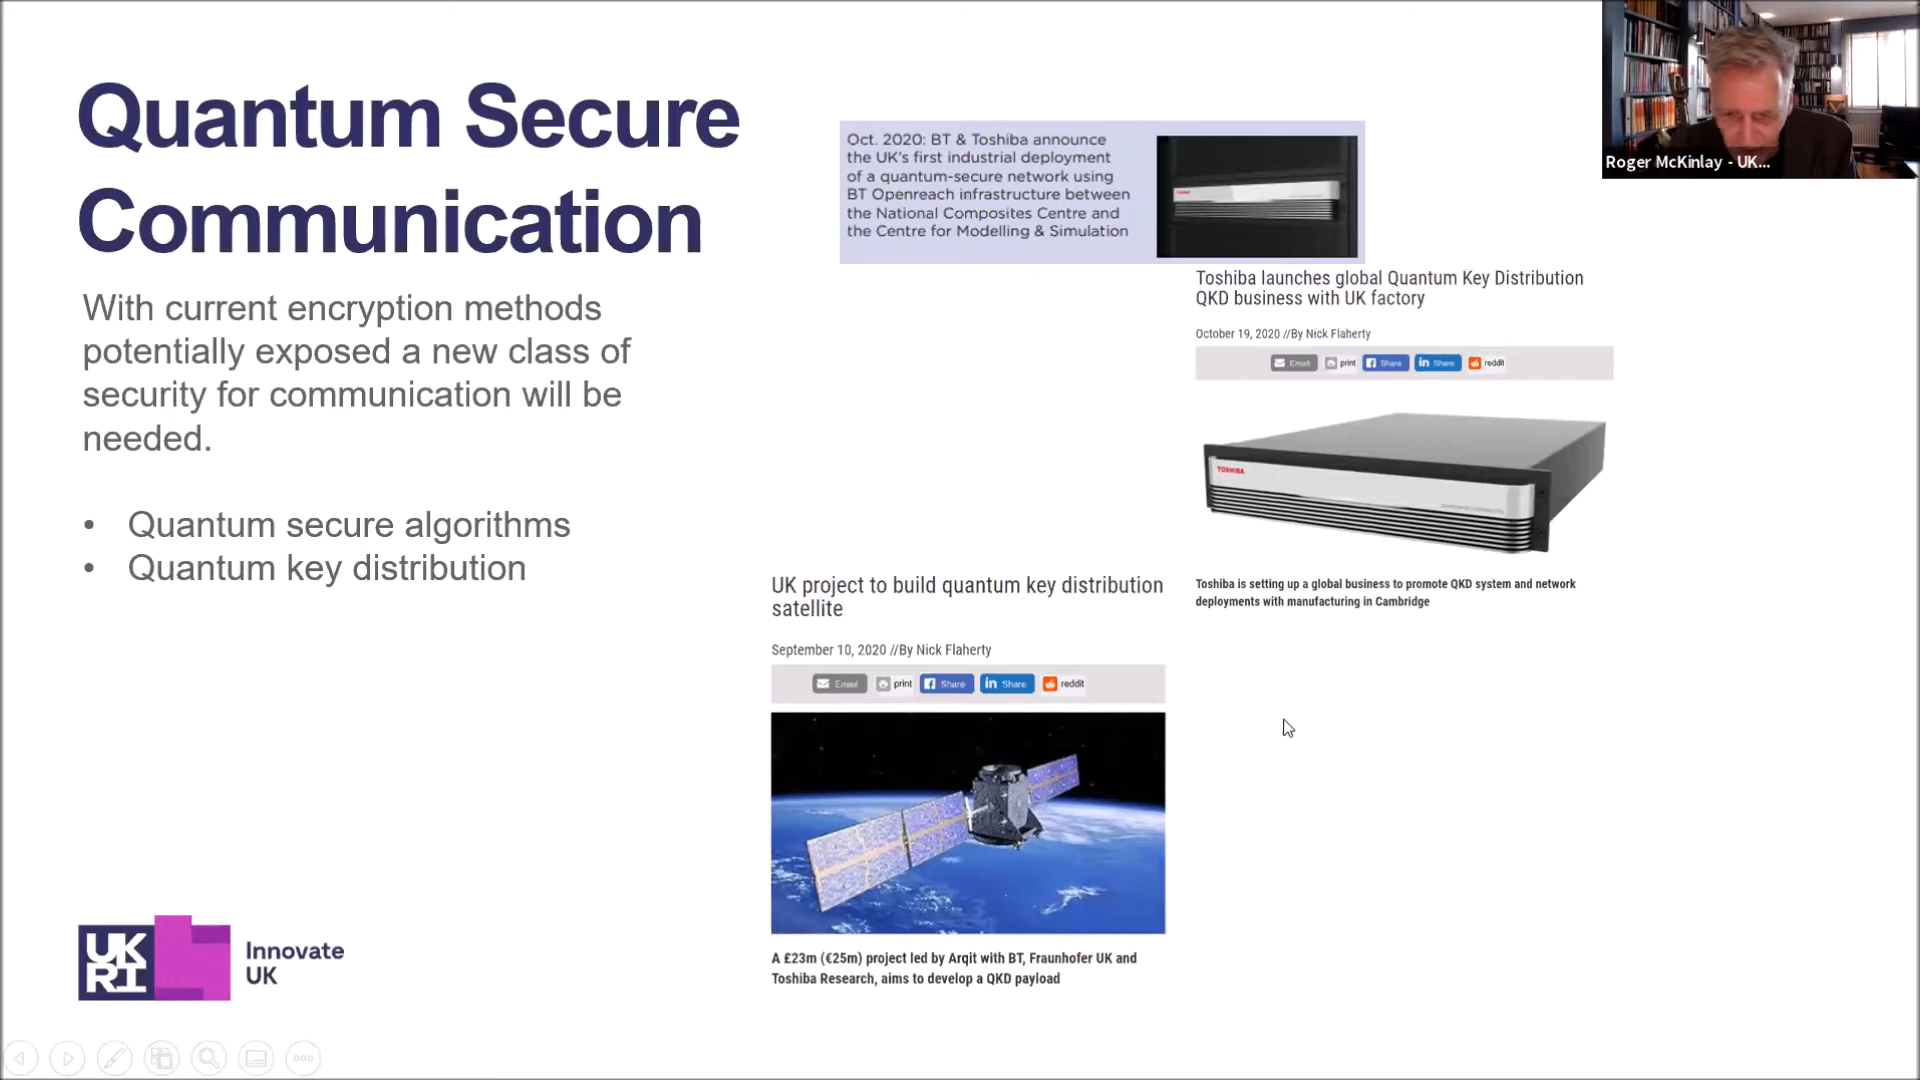 Quantum Secure
Communication
With current encryption methods
potentially exposed a new class of
security for communication will be
needed.
• Quantum secure algorithms
• Quantum key distribution
Oct. 2020: BT & Toshiba announce
the UK's first industrial deployment
of a quantum-secure network using
BT Openreach infrastructure between
the National Composites Centre and
the Centre for Modelling & Simulation
Roger McKinlay - UK...
Toshiba launches global Quantum Key Distribution
QKD business with UK factory
October 19, 2020 //By Nick Flaherty
Email print Share Share reddit
TOSHIBA
Toshiba is setting up a global business to promote QKD system and network
deployments with manufacturing in Cambridge
UK project to build quantum key distribution
satellite
September 10, 2020 //By Nick Flaherty
Email print Share Share reddit
A £23m (€25m) project led by Arqit with BT, Fraunhofer UK and
Toshiba Research, aims to develop a QKD payload
UK
RI
Innovate
UK